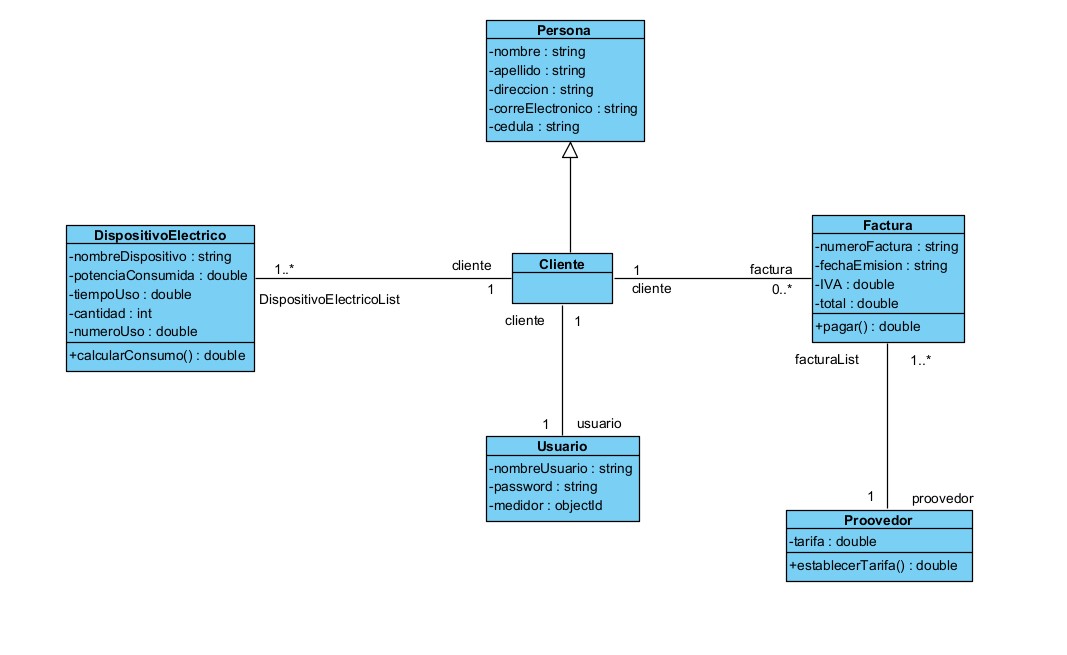 Persona
-nombre : string
-apellido : string
-direccion : string
-correElectronico : string
-cedula : string
DispositivoElectrico
-nombreDispositivo : string
-potenciaConsumida : double
-tiempoUso : double
-cantidad : int
-numeroUso : double
+calcularConsumo() : double
1..*
DispositivoElectricoList
cliente
1
Cliente
1
cliente
factura
0..*
Factura
-numeroFactura : string
-fechaEmision : string
-IVA : double
-total : double
+pagar() : double
cliente
1
1
usuario
Usuario
-nombreUsuario : string
-password : string
-medidor : objectId
facturaList
1..*
1
proovedor
Proovedor
-tarifa : double
+establecerTarifa() : double